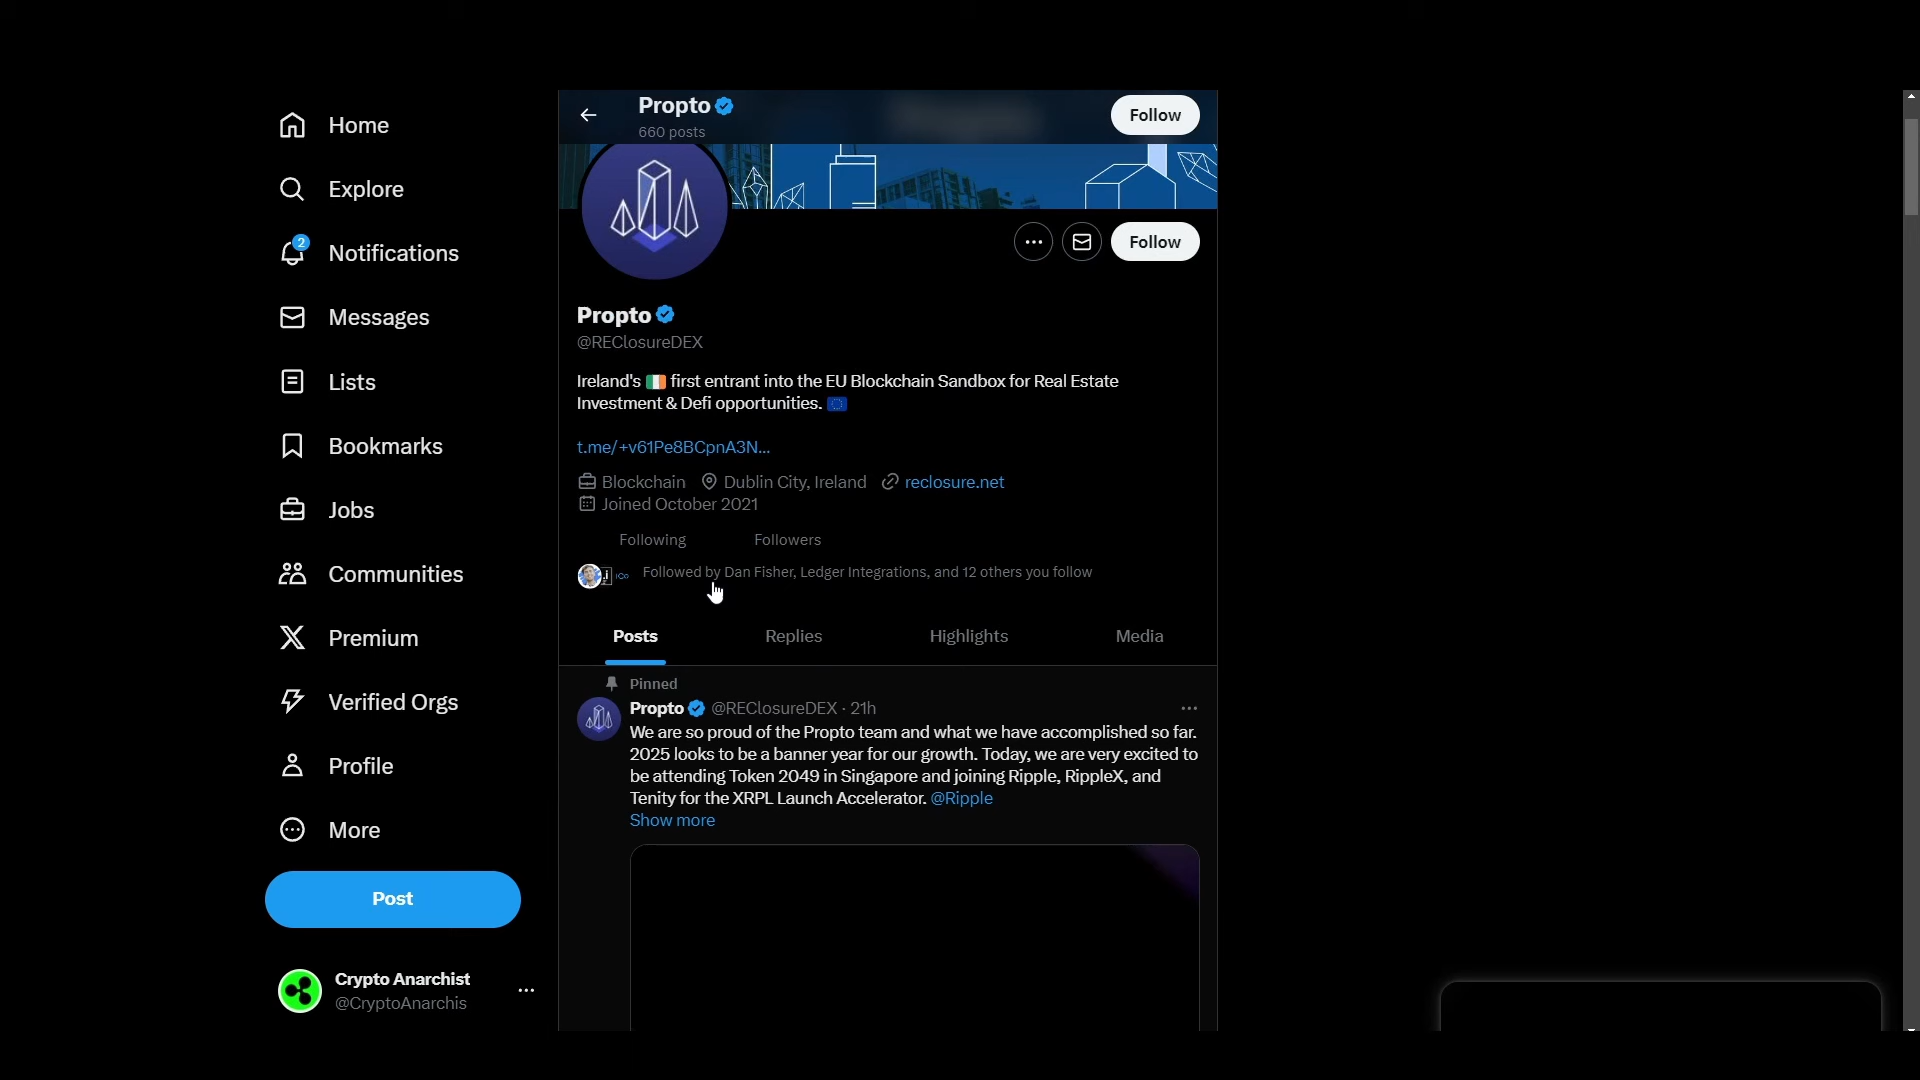 Home
Explore
2
Notifications
Messages
Lists
Bookmarks
Jobs
Communities
Premium
Verified Orgs
Profile
More
Post
Crypto Anarchist
@CryptoAnarchis
Propto
660 posts
Follow
Follow
Propto
@REClosureDEX
Ireland's 🇮🇪 first entrant into the EU Blockchain Sandbox for Real Estate
Investment & Defi opportunities. 🇪🇺
t.me/+v61Pe8BCpnA3N...
Blockchain Dublin City, Ireland reclosure.net
Joined October 2021
Following Followers
Followed by Dan Fisher, Ledger Integrations, and 12 others you follow
Posts Replies Highlights Media
Pinned
Propto @REClosureDEX · 21h
We are so proud of the Propto team and what we have accomplished so far.
2025 looks to be a banner year for our growth. Today, we are very excited to
be attending Token 2049 in Singapore and joining Ripple, RippleX, and
Tenity for the XRPL Launch Accelerator. @Ripple
Show more